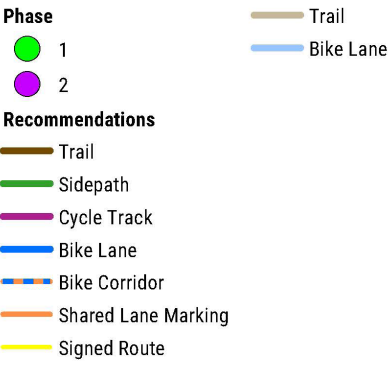 Phase
1
2
Recommendations
Trail
Sidepath
Cycle Track
Bike Lane
Bike Corridor
Shared Lane Marking
Signed Route
Trail
Bike Lane